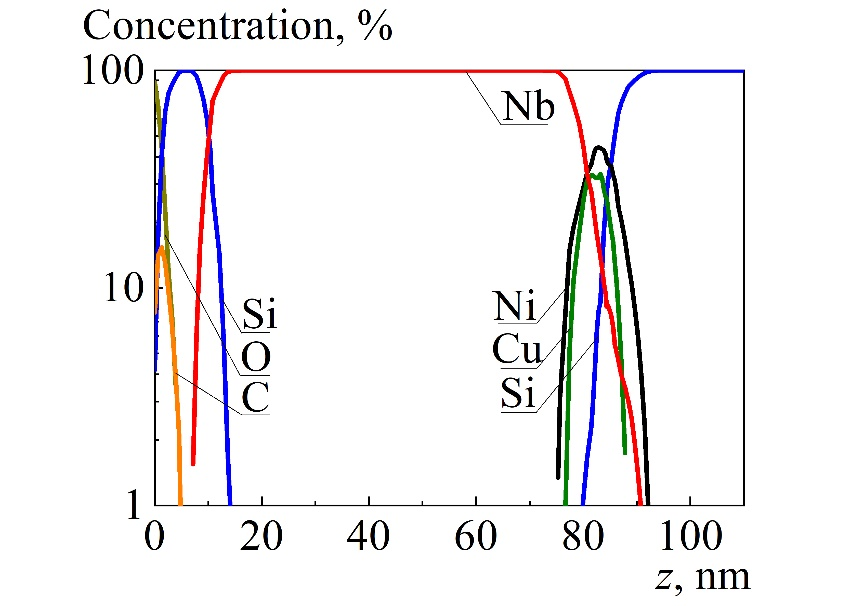 Concentration, %
100
Nb
10
Si
O
C
Ni
Cu
Si
1
0 20 40 60 80 100
z, nm